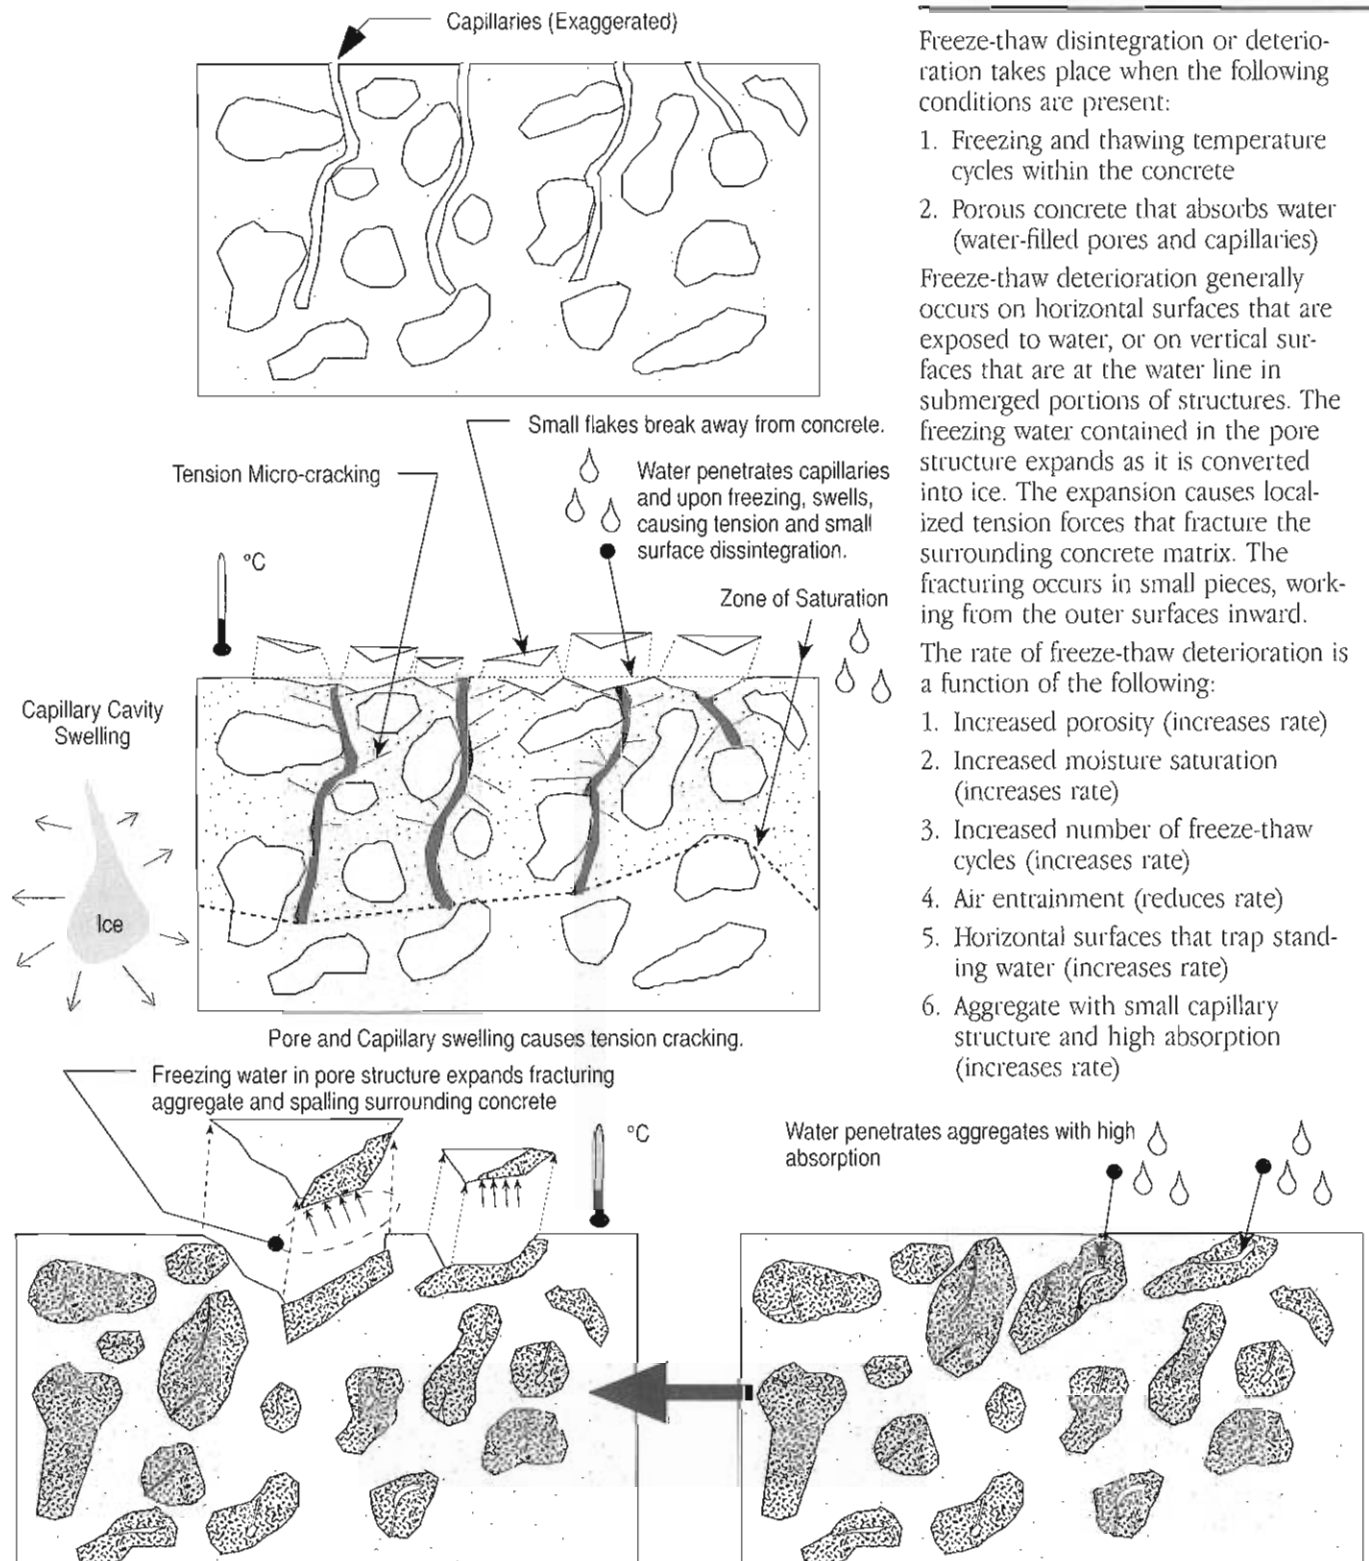 Capillaries (Exaggerated)
Small flakes break away from concrete.
Tension Micro-cracking
Water penetrates capillaries
and upon freezing, swells,
causing tension and small
surface dissintegration.
°C
Zone of Saturation
Capillary Cavity
Swelling
Ice
Pore and Capillary swelling causes tension cracking.
Freezing water in pore structure expands fracturing
aggregate and spalling surrounding concrete
°C
Water penetrates aggregates with high
absorption
Freeze-thaw disintegration or deterio-
ration takes place when the following
conditions are present:
1. Freezing and thawing temperature
cycles within the concrete
2. Porous concrete that absorbs water
(water-filled pores and capillaries)
Freeze-thaw deterioration generally
occurs on horizontal surfaces that are
exposed to water, or on vertical sur-
faces that are at the water line in
submerged portions of structures. The
freezing water contained in the pore
structure expands as it is converted
into ice. The expansion causes local-
ized tension forces that fracture the
surrounding concrete matrix. The
fracturing occurs in small pieces, work-
ing from the outer surfaces inward.
The rate of freeze-thaw deterioration is
a function of the following:
1. Increased porosity (increases rate)
2. Increased moisture saturation
(increases rate)
3. Increased number of freeze-thaw
cycles (increases rate)
4. Air entrainment (reduces rate)
5. Horizontal surfaces that trap stand-
ing water (increases rate)
6. Aggregate with small capillary
structure and high absorption
(increases rate)